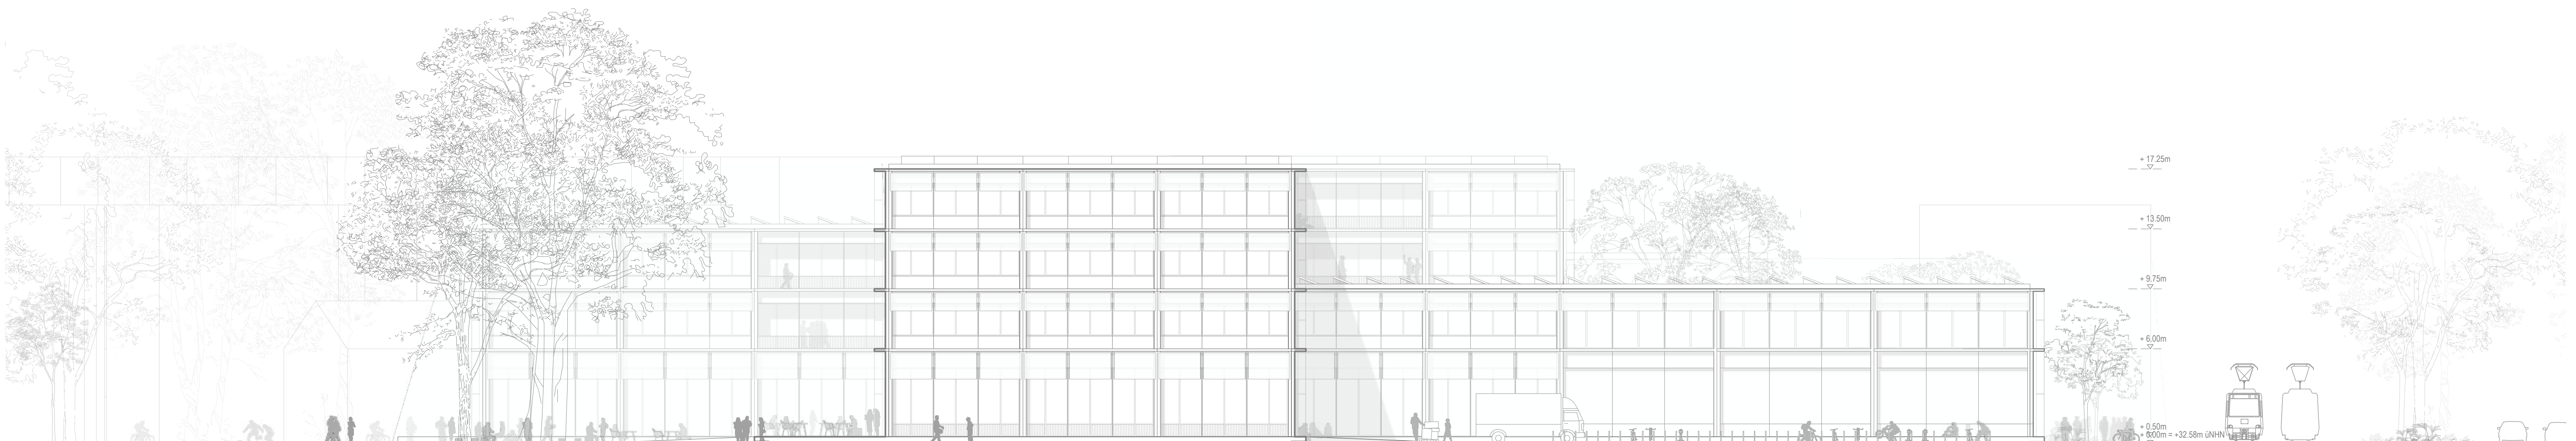 + 17.25m
+ 13.50m
+ 9.75m
+ 6.00m
+ 0.50m
0.00m = +32.58m üNHN